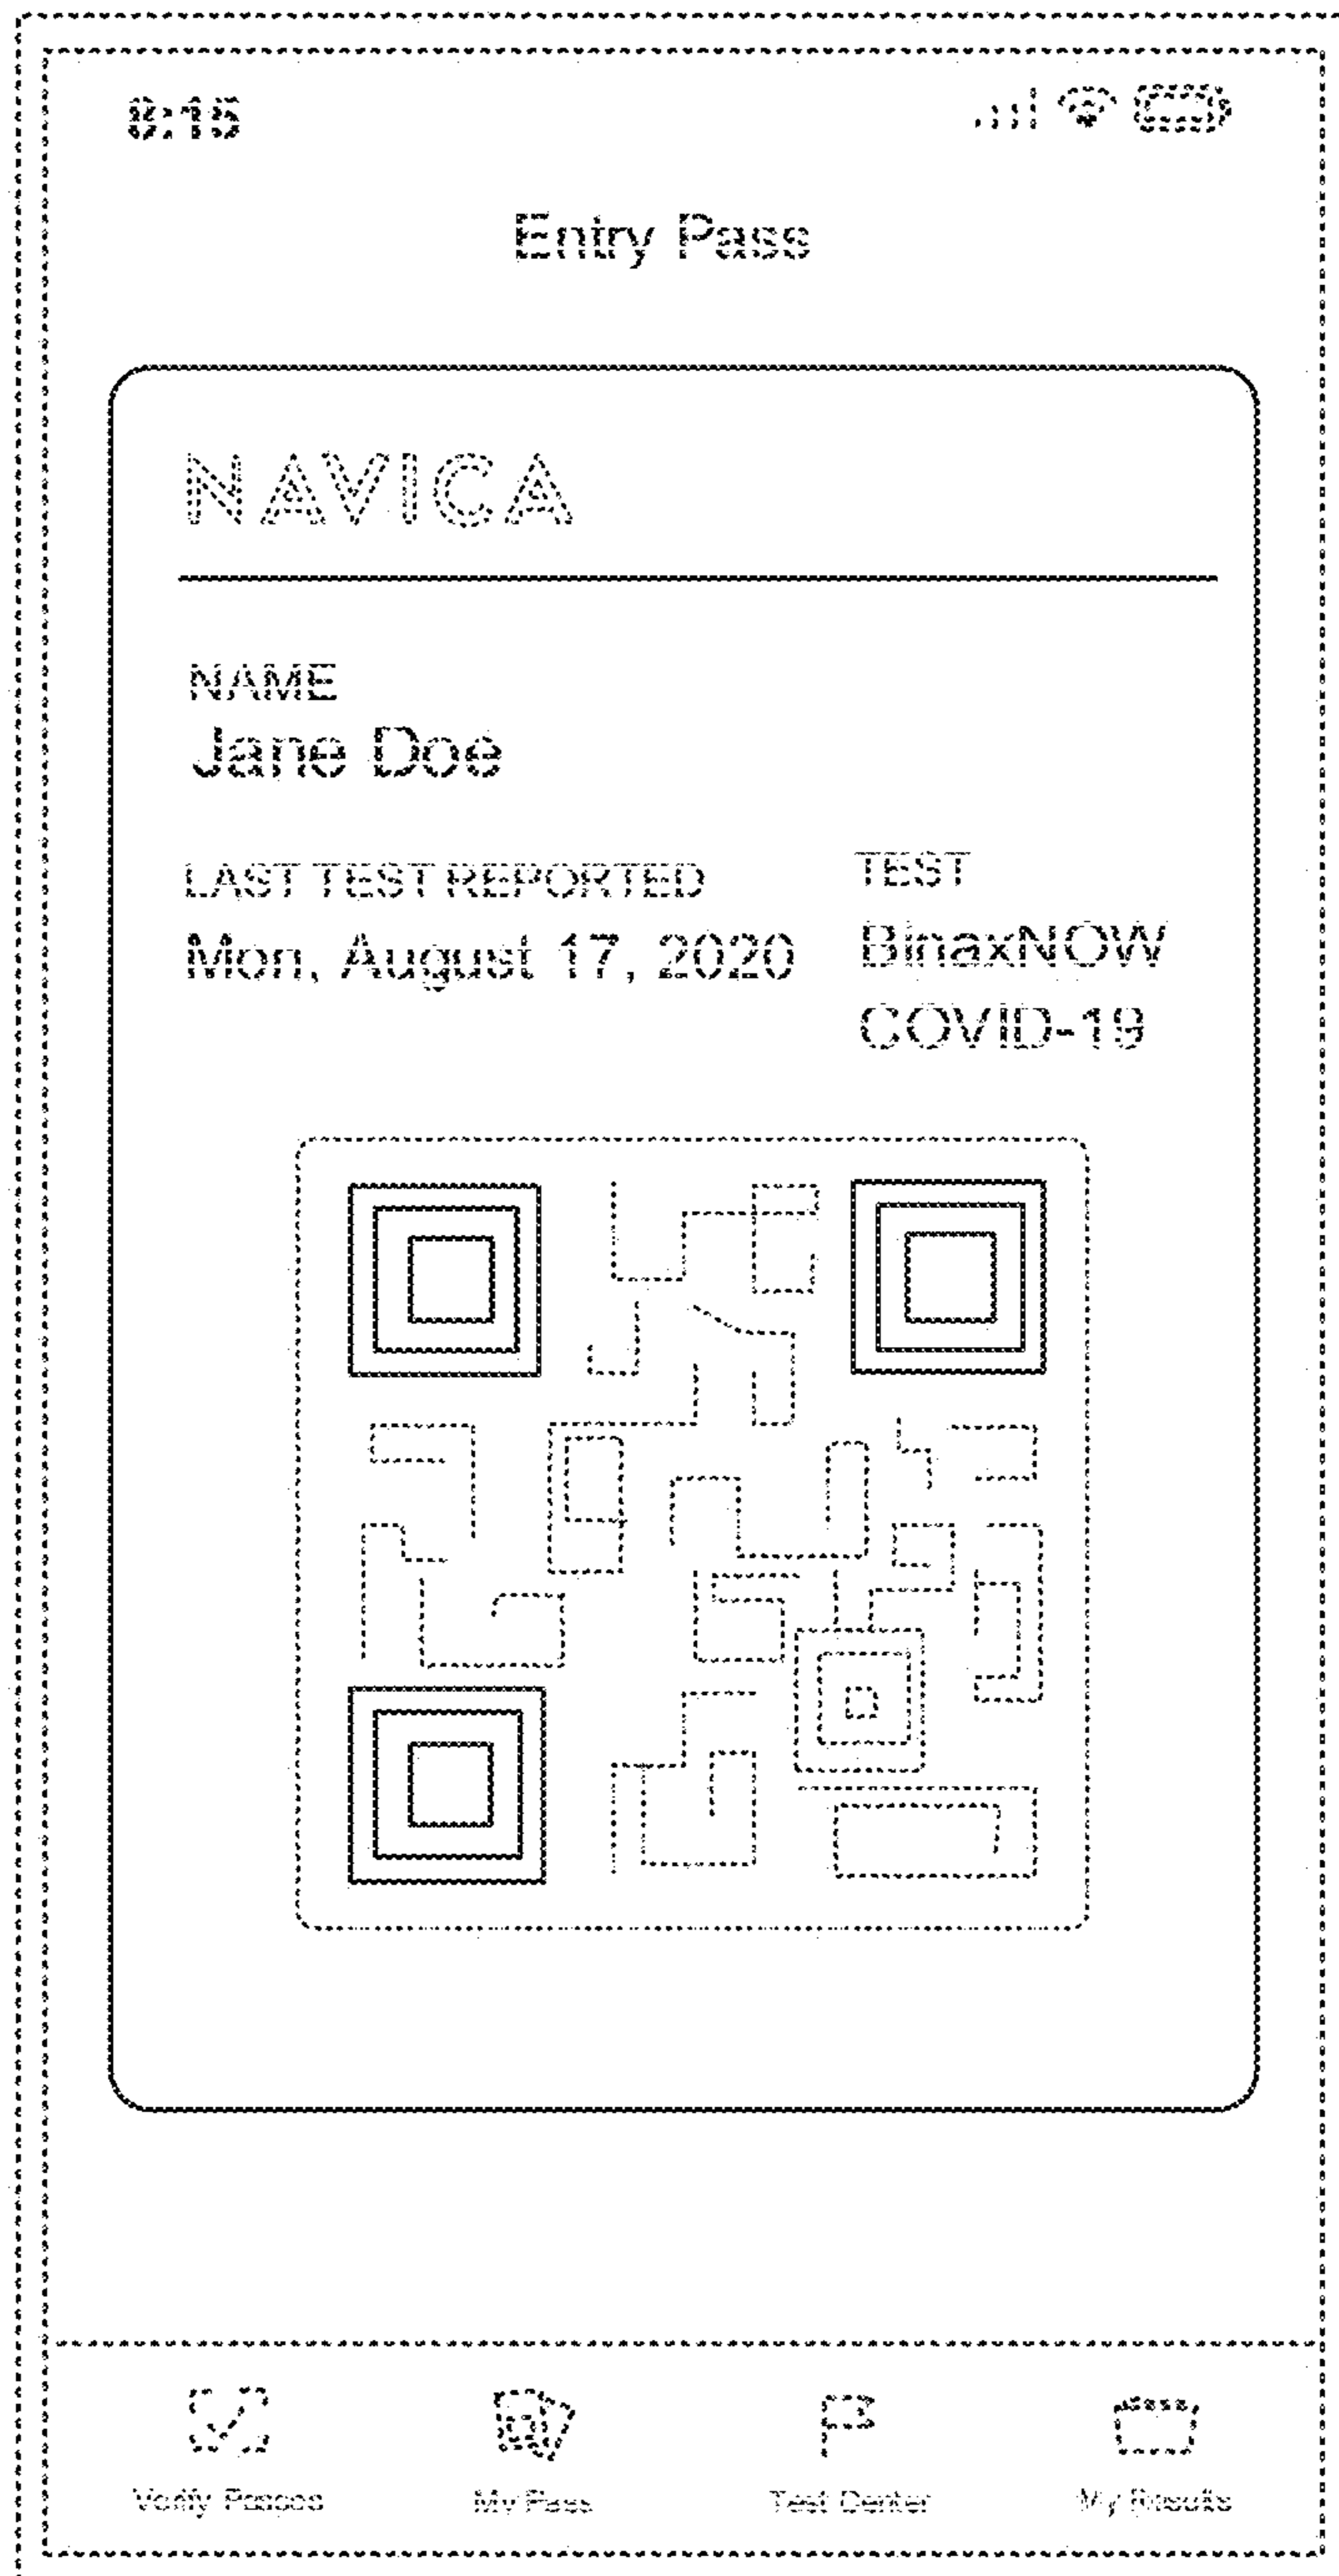 8:15
Entry Pass
NAVICA
NAME
Jane Doe
LAST TEST REPORTED
TEST
Mon, August 17, 2020
BinaxNOW
COVID-19
Verify Passes
My Pass
Test Center
My Results